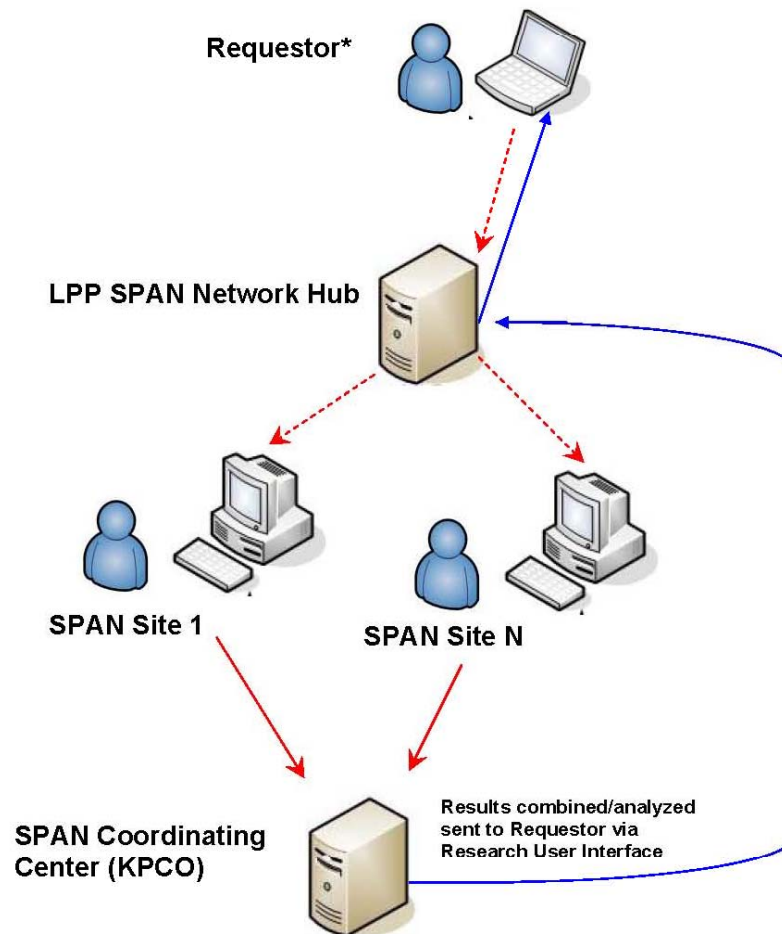 Requestor*
LPP SPAN Network Hub
SPAN Site 1
SPAN Site N
SPAN Coordinating
Center (KPCO)
Results combined/analyzed
sent to Requestor via
Research User Interface